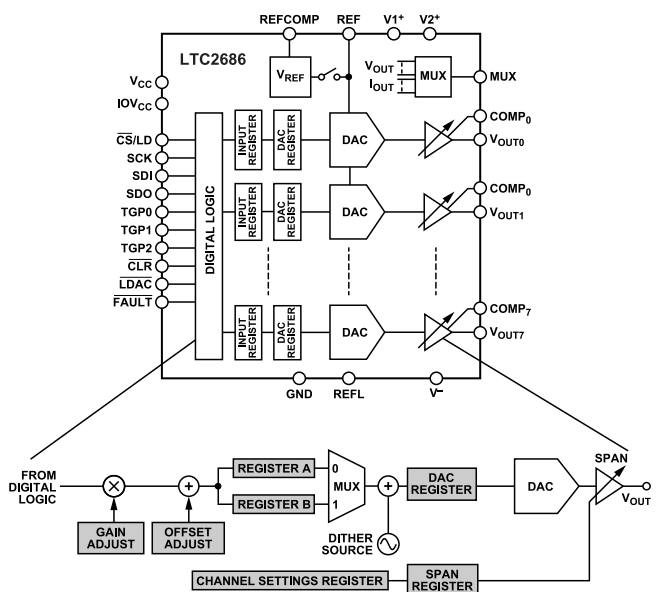 REFCOMP REF V1+ V2+
LTC2686
VCC
IOVCC
VREF
VOUT
IOUT
MUX
MUX
CS/LD
SCK
SDI
SDO
TGP0
TGP1
TGP2
CLR
LDAC
FAULT
DIGITAL LOGIC
INPUT REGISTER
DAC REGISTER
DAC
COMP0
VOUT0
INPUT REGISTER
DAC REGISTER
DAC
COMP0
VOUT1
INPUT REGISTER
DAC REGISTER
DAC
COMP7
VOUT7
GND REFL V–
FROM
DIGITAL
LOGIC
GAIN
ADJUST
OFFSET
ADJUST
REGISTER A
REGISTER B
0
MUX
1
DITHER
SOURCE
DAC
REGISTER
DAC
SPAN
VOUT
CHANNEL SETTINGS REGISTER
SPAN
REGISTER